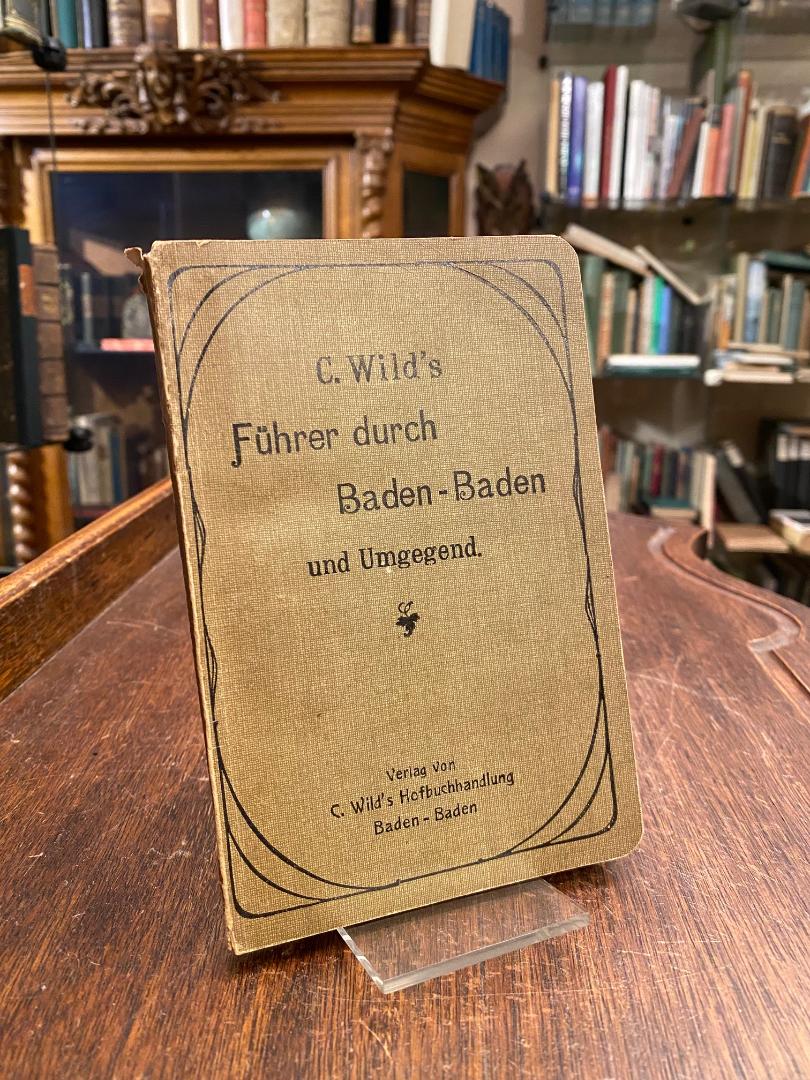 C. Wild's
Führer durch
Baden-Baden
und Umgegend.
Verlag von
C. Wild's Hofbuchhandlung
Baden-Baden